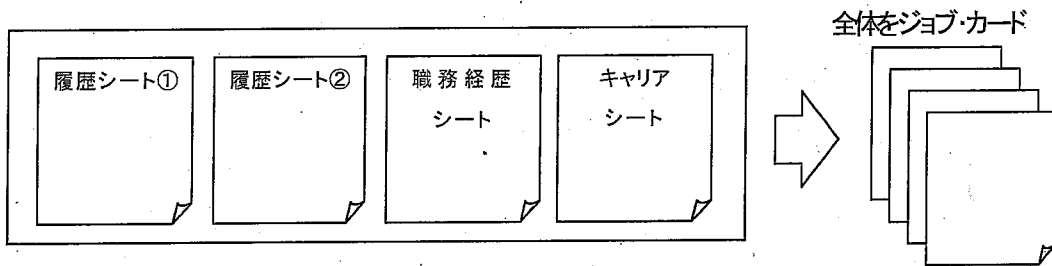 全体をジョブ・カード
履歴シート①
履歴シート②
職務経歴
シート
キャリア
シート